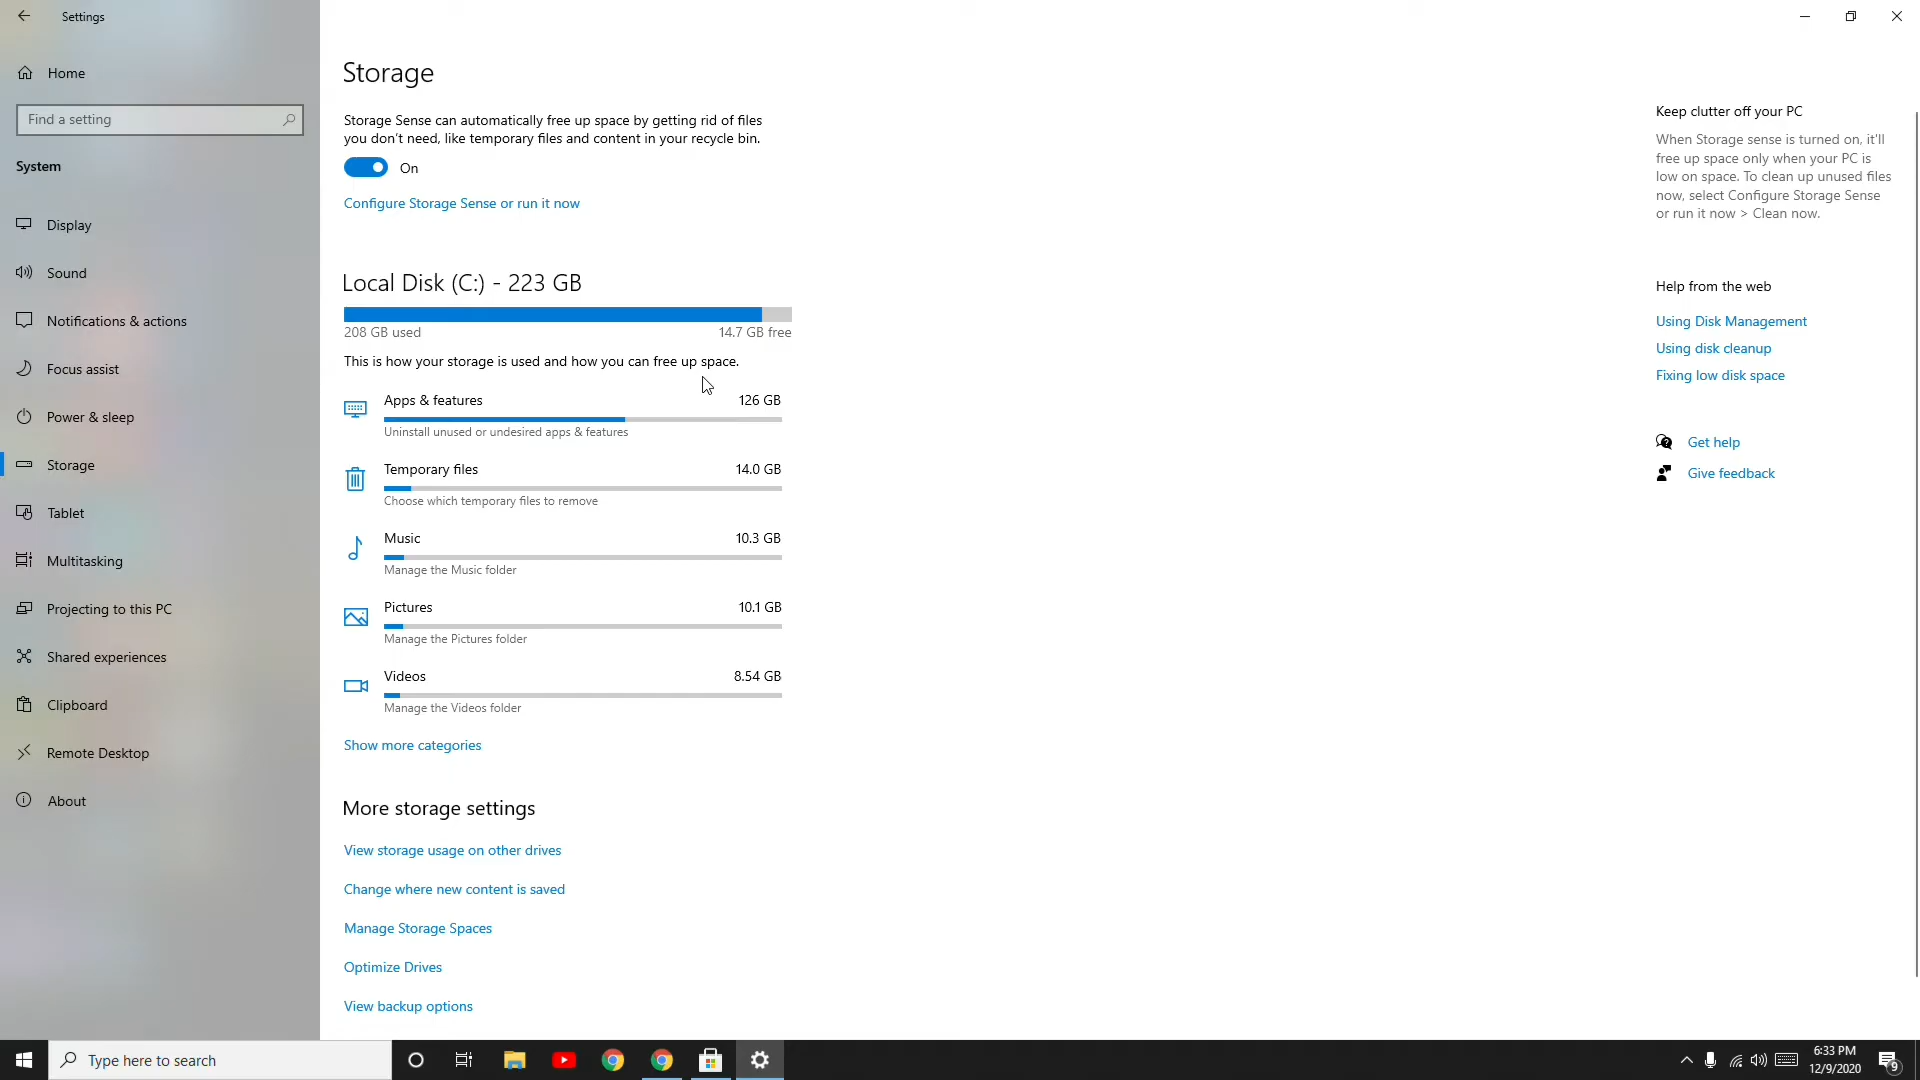 Settings
Home
Find a setting
System
Display
Sound
Notifications & actions
Focus assist
Power & sleep
Storage
Tablet
Multitasking
Projecting to this PC
Shared experiences
Clipboard
Remote Desktop
About
Storage
Storage Sense can automatically free up space by getting rid of files
you don't need, like temporary files and content in your recycle bin.
On
Configure Storage Sense or run it now
Local Disk (C:) - 223 GB
208 GB used
14.7 GB free
This is how your storage is used and how you can free up space.
Apps & features
126 GB
Uninstall unused or undesired apps & features
Temporary files
14.0 GB
Choose which temporary files to remove
Music
10.3 GB
Manage the Music folder
Pictures
10.1 GB
Manage the Pictures folder
Videos
8.54 GB
Manage the Videos folder
Show more categories
More storage settings
View storage usage on other drives
Change where new content is saved
Manage Storage Spaces
Optimize Drives
View backup options
Keep clutter off your PC
When Storage sense is turned on, it'll
free up space only when your PC is
low on space. To clean up unused files
now, select Configure Storage Sense
or run it now > Clean now.
Help from the web
Using Disk Management
Using disk cleanup
Fixing low disk space
Get help
Give feedback
Type here to search
6:33 PM
12/9/2020
9